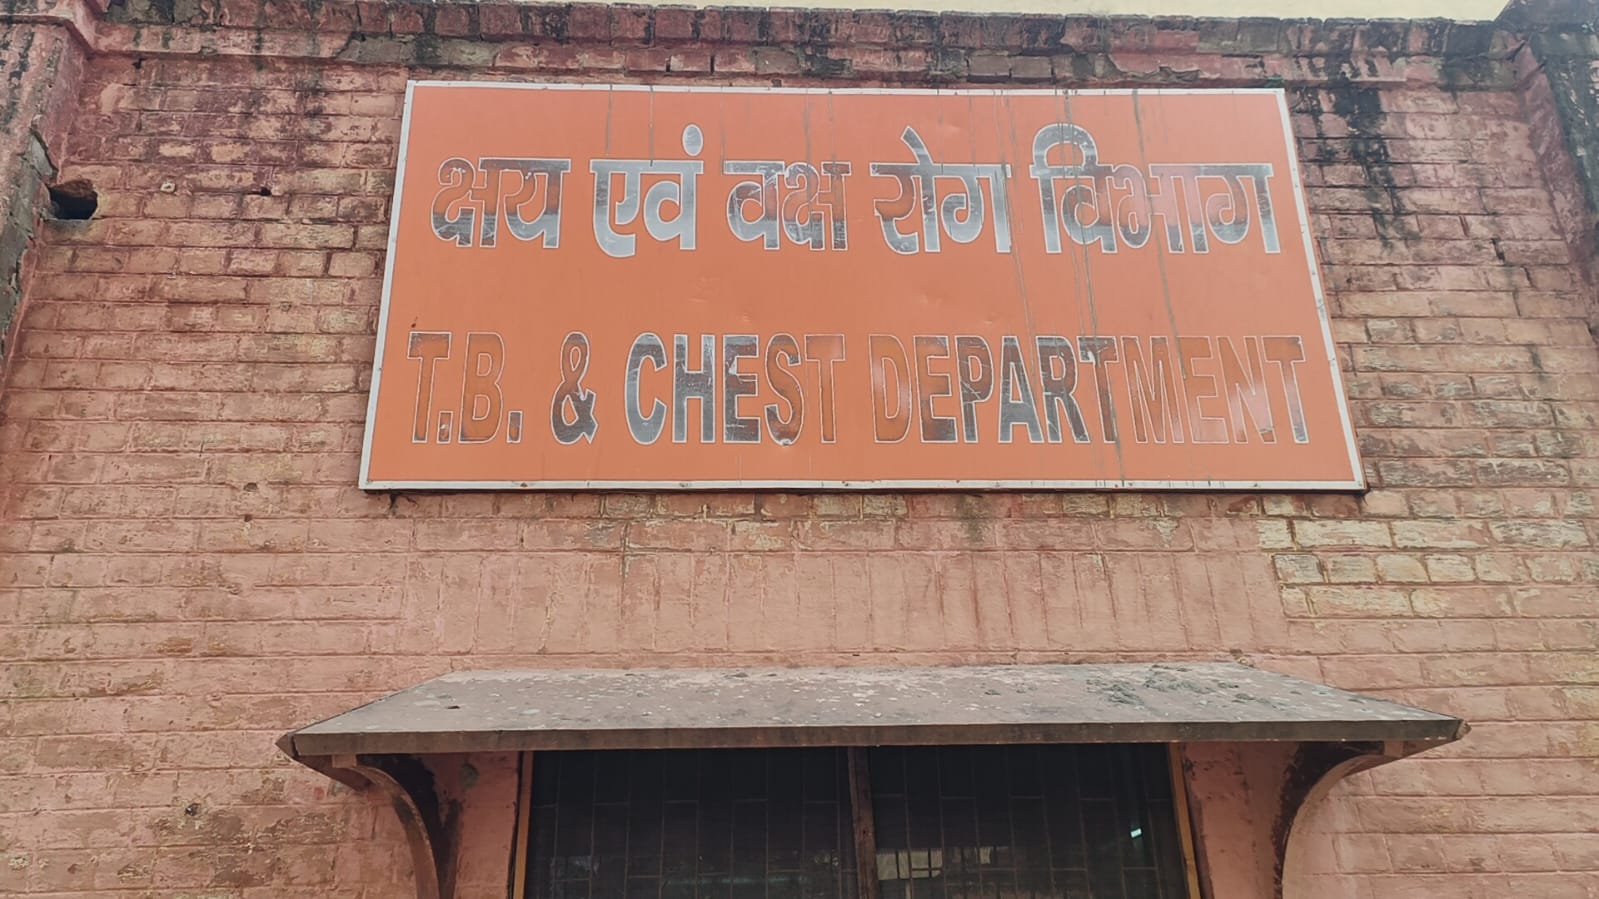 क्षय एवं वक्ष रोग विभाग
T.B. & CHEST DEPARTMENT